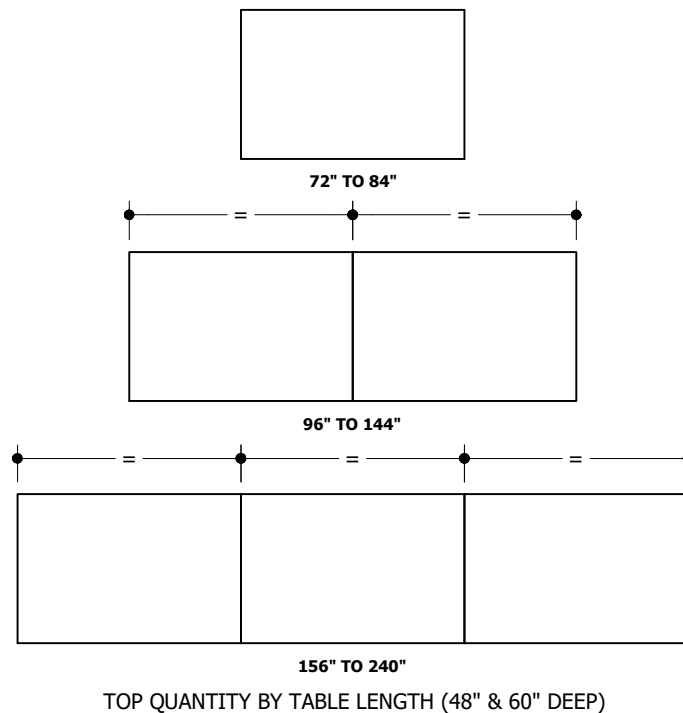 72" TO 84"
= =
96" TO 144"
= = =
156" TO 240"
TOP QUANTITY BY TABLE LENGTH (48" & 60" DEEP)